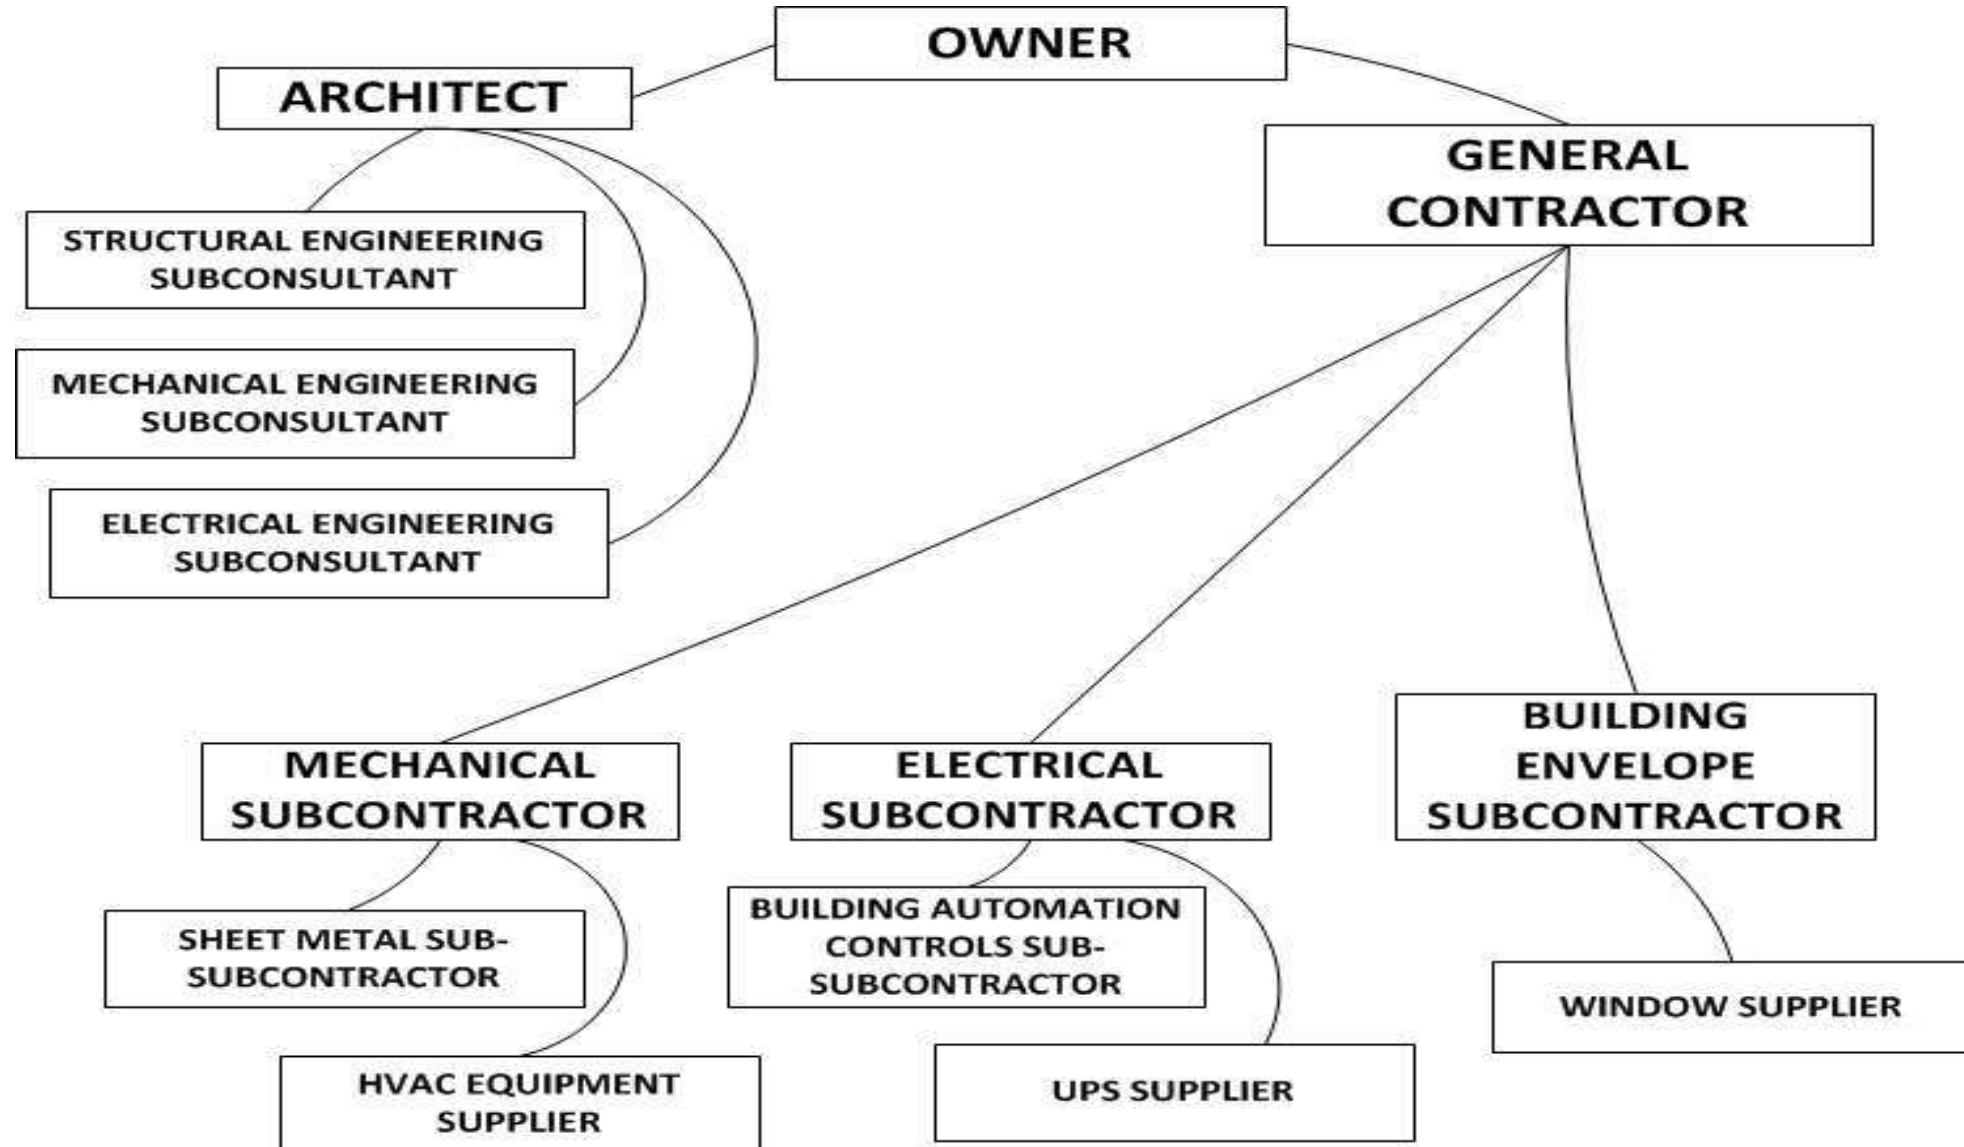 OWNER
ARCHITECT
GENERAL
CONTRACTOR
STRUCTURAL ENGINEERING
SUBCONSULTANT
MECHANICAL ENGINEERING
SUBCONSULTANT
ELECTRICAL ENGINEERING
SUBCONSULTANT
MECHANICAL
SUBCONTRACTOR
ELECTRICAL
SUBCONTRACTOR
BUILDING
ENVELOPE
SUBCONTRACTOR
SHEET METAL SUB-
SUBCONTRACTOR
HVAC EQUIPMENT
SUPPLIER
BUILDING AUTOMATION
CONTROLS SUB-
SUBCONTRACTOR
UPS SUPPLIER
WINDOW SUPPLIER